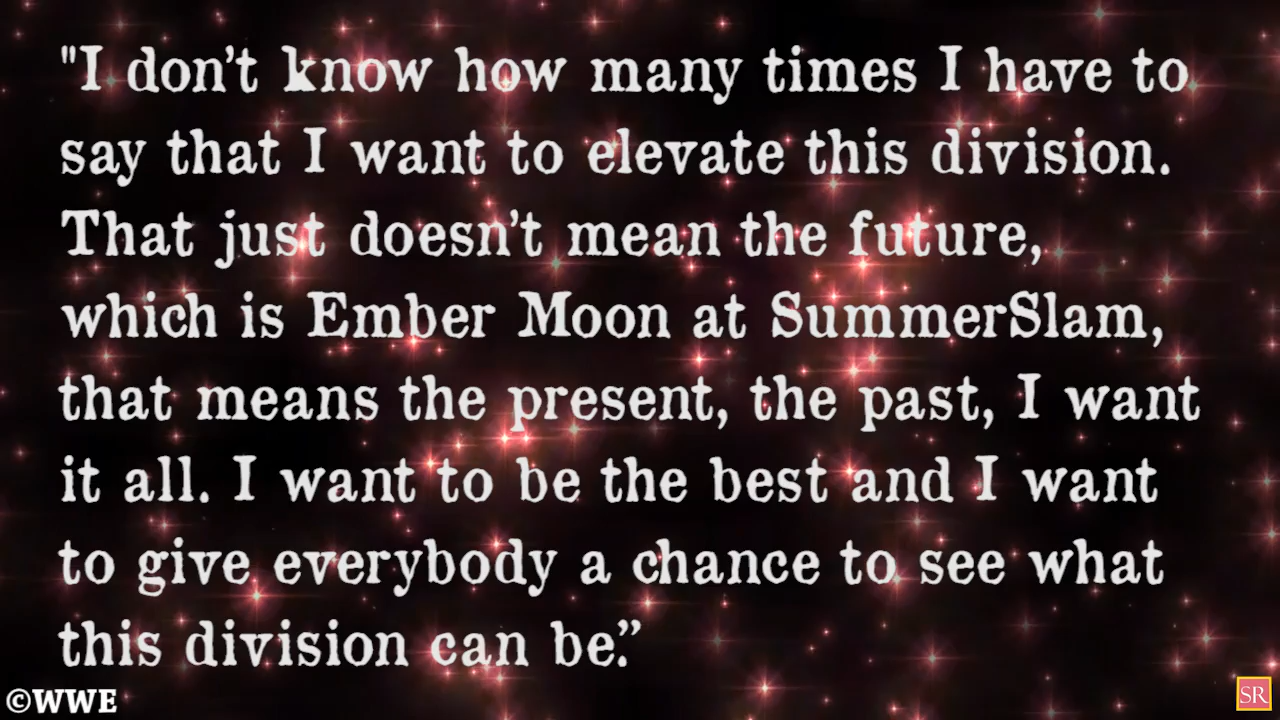 "I don't know how many times I have to
say that I want to elevate this division.
That just doesn't mean the future,
which is Ember Moon at SummerSlam,
that means the present, the past, I want
it all. I want to be the best and I want
to give everybody a chance to see what
this division can be.”
©WWE
SR